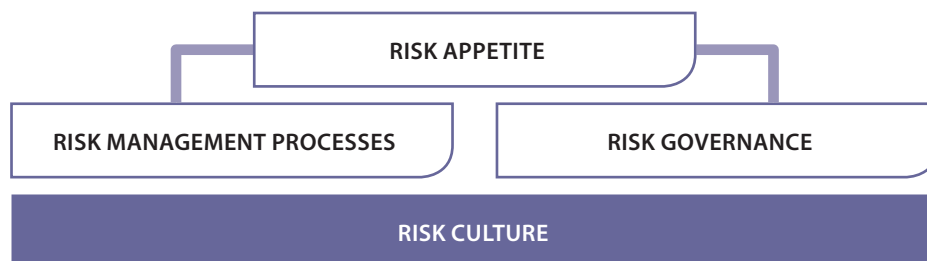 RISK APPETITE
RISK MANAGEMENT PROCESSES
RISK GOVERNANCE
RISK CULTURE